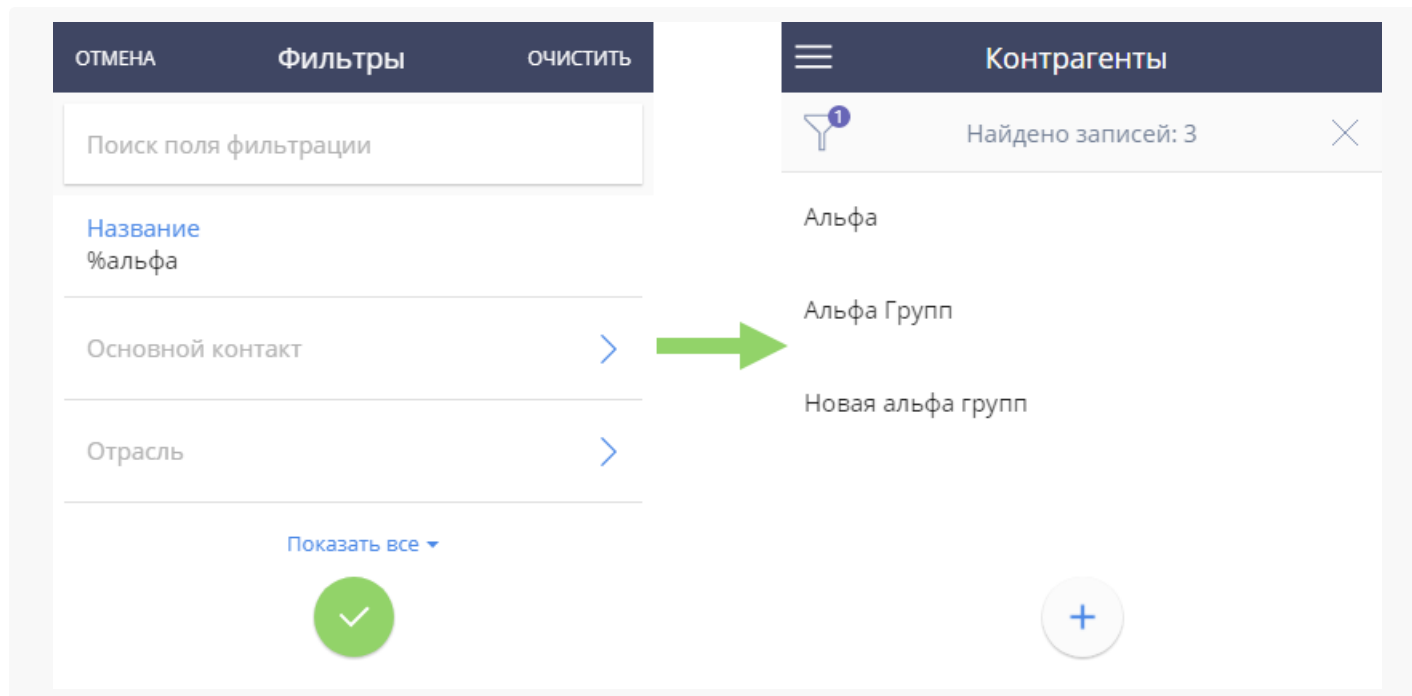 ОТМЕНА Фильтры ОЧИСТИТЬ
Поиск поля фильтрации
Название
%альфа
Основной контакт
Отрасль
Показать все
Контрагенты
1
Найдено записей: 3
Альфа
Альфа Групп
Новая альфа групп